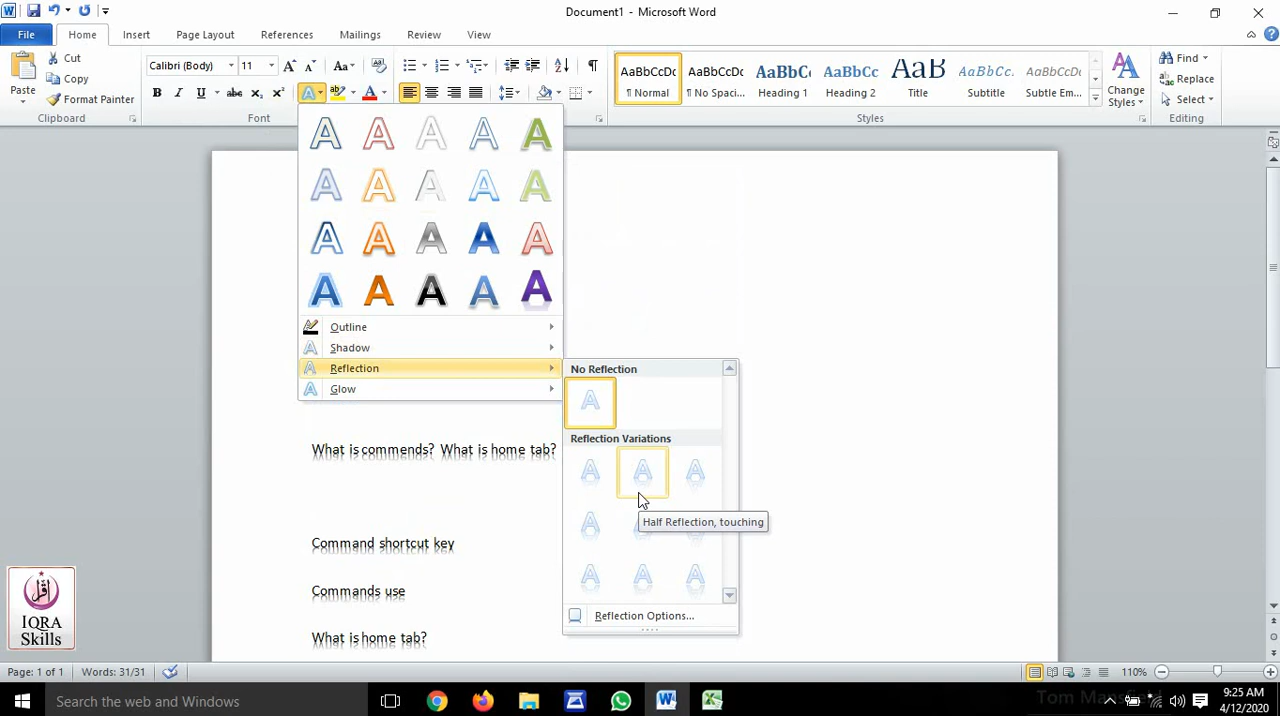 Document1 - Microsoft Word
File Home Insert Page Layout References Mailings Review View
Paste
Cut
Copy
Format Painter
Clipboard
Calibri (Body) 11
Font
AaBbCcDc AaBbCcDc AaBbC AaBbCc AaB AaBbCc. AaBbCcDc
¶ Normal ¶ No Spaci... Heading 1 Heading 2 Title Subtitle Subtle Em...
Change
Styles
Styles
Find
Replace
Select
Editing
Outline
Shadow
Reflection
Glow
No Reflection
Reflection Variations
Half Reflection, touching
Reflection Options...
What is commends? What is home tab?
Command shortcut key
Commands use
What is home tab?
IQRA
Skills
Page: 1 of 1 Words: 31/31 110%
Search the web and Windows
Tom Mansfield
9:25 AM
4/12/2020